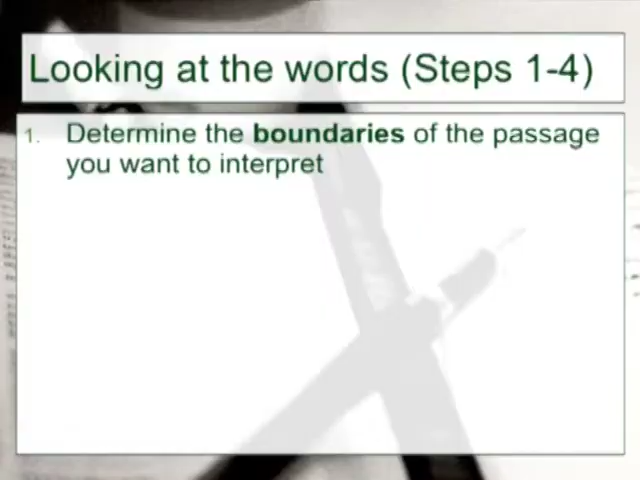 Looking at the words (Steps 1-4)
1. Determine the boundaries of the passage
you want to interpret